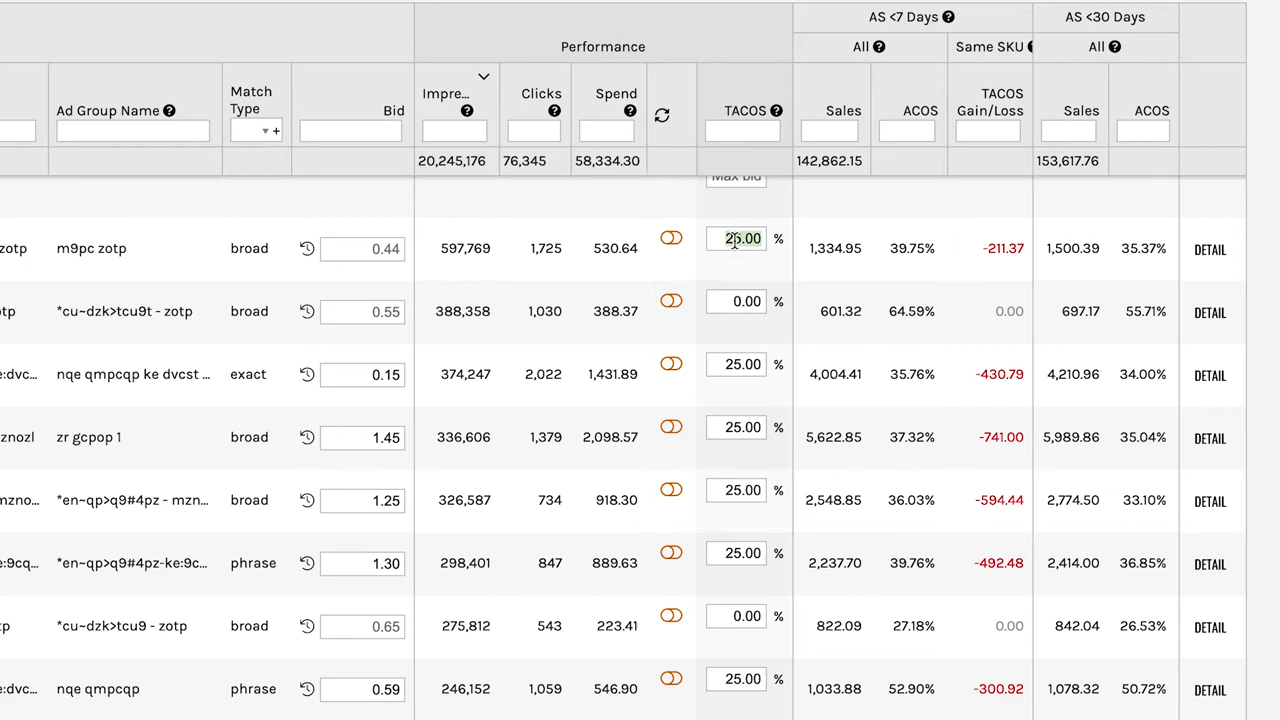 AS <7 Days ? AS <30 Days
Performance All ? Same SKU All ?
Ad Group Name ? Match Type Bid Impre... ? Clicks ? Spend ? TACOS ? Sales ACOS TACOS Gain/Loss Sales ACOS
20,245,176 76,345 58,334.30 142,862.15 153,617.76
Max bid
zotp m9pc zotp broad 0.44 597,769 1,725 530.64 25.00 % 1,334.95 39.75% -211.37 1,500.39 35.37% DETAIL
otp *cu~dzk>tcu9t - zotp broad 0.55 388,358 1,030 388.37 0.00 % 601.32 64.59% 0.00 697.17 55.71% DETAIL
e:dvc... nqe qmpcqp ke dvcst ... exact 0.15 374,247 2,022 1,431.89 25.00 % 4,004.41 35.76% -430.79 4,210.96 34.00% DETAIL
znozl zr gcpop 1 broad 1.45 336,606 1,379 2,098.57 25.00 % 5,622.85 37.32% -741.00 5,989.86 35.04% DETAIL
mzno... *en~qp>q9#4pz - mzn... broad 1.25 326,587 734 918.30 25.00 % 2,548.85 36.03% -594.44 2,774.50 33.10% DETAIL
e:9cq... *en~qp>q9#4pz-ke:9c... phrase 1.30 298,401 847 889.63 25.00 % 2,237.70 39.76% -492.48 2,414.00 36.85% DETAIL
tp *cu~dzk>tcu9 - zotp broad 0.65 275,812 543 223.41 0.00 % 822.09 27.18% 0.00 842.04 26.53% DETAIL
e:dvc... nqe qmpcqp phrase 0.59 246,152 1,059 546.90 25.00 % 1,033.88 52.90% -300.92 1,078.32 50.72% DETAIL